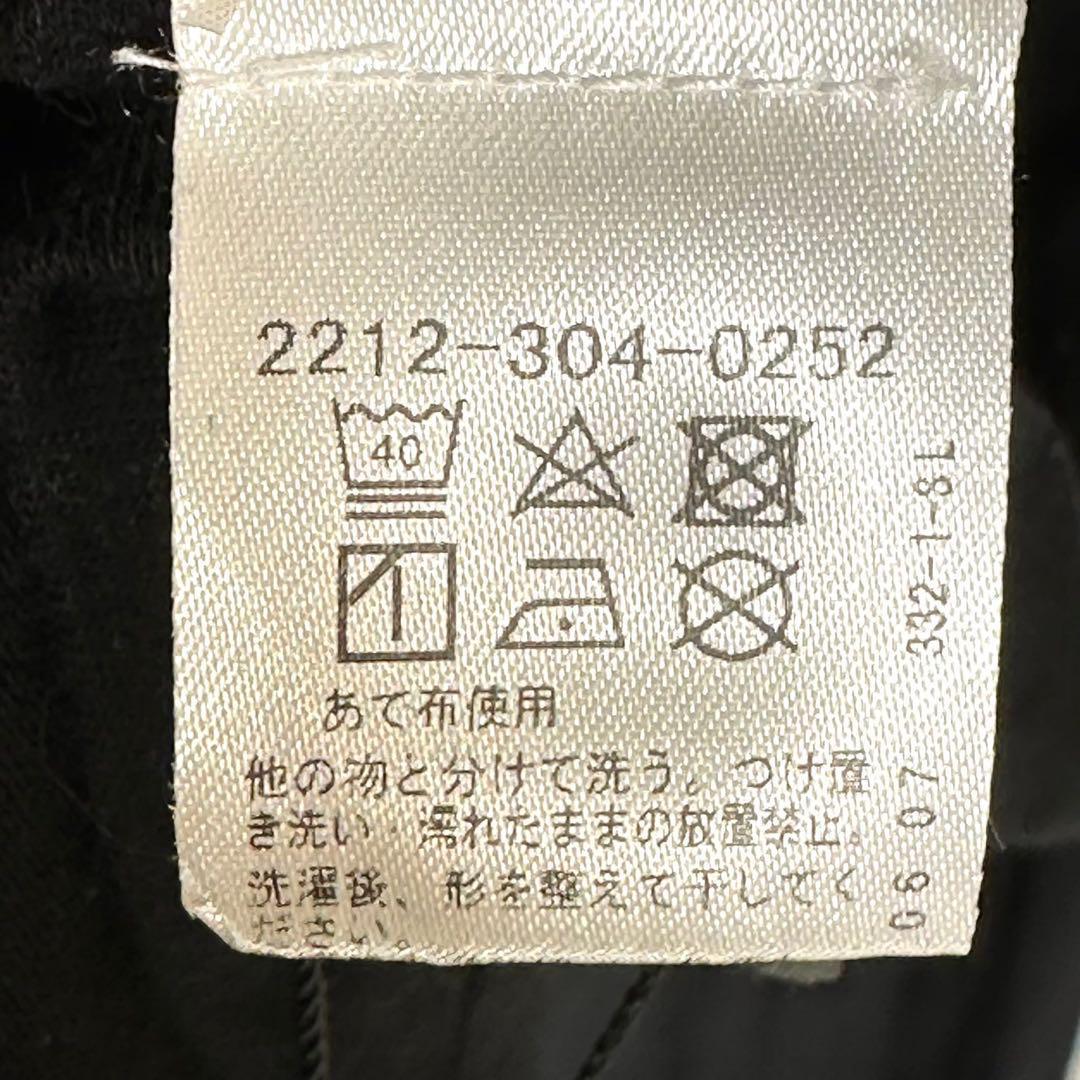 2212-304-0252
40
あて布使用
他の物と分けて洗う。つけ置
き洗い・濡れたままの放置禁止。
洗濯後、形を整えて干してく
ださい。
06 07
332-1-SL